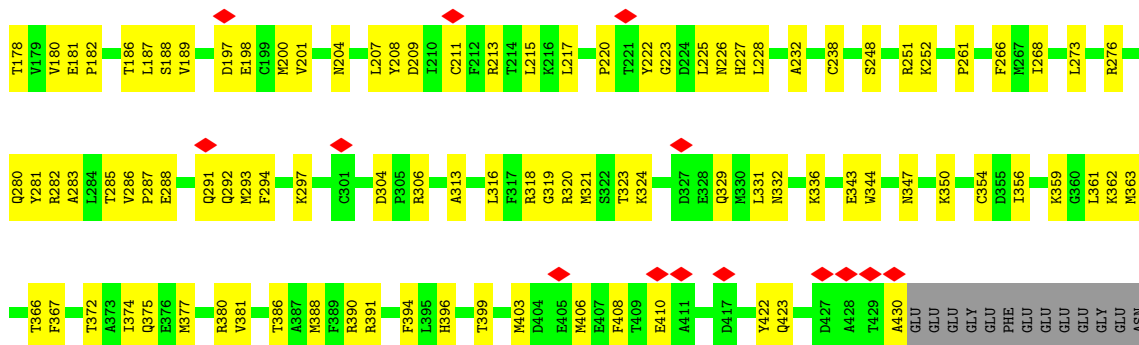 T178 V179 V180 E181 P182 T186 L187 S188 V189 D197 E198 C199 M200 V201 N204 L207 Y208 D209 I210 C211 F212 R213 T214 L215 K216 L217 P220 T221 Y222 G223 D224 L225 N226 H227 L228 A232 C238 S248 R251 K252 P261 F266 M267 I268 L273 R276
Q280 Y281 R282 A283 L284 T285 V286 P287 E288 Q291 Q292 M293 F294 K297 C301 D304 P305 R306 A313 L316 F317 R318 G319 R320 M321 S322 T323 K324 D327 E328 Q329 M330 L331 N332 K336 E343 W344 N347 K350 C354 D355 I356 K359 G360 L361 K362 M363
T366 F367 T372 A373 I374 Q375 E376 M377 R380 V381 T386 A387 M388 F389 R390 R391 F394 L395 H396 T399 M403 D404 E405 M406 E407 F408 T409 E410 A411 D417 Y422 Q423 D427 A428 T429 A430 GLU GLU GLU GLY GLU PHE GLU GLU GLU GLU GLY GLU ASN